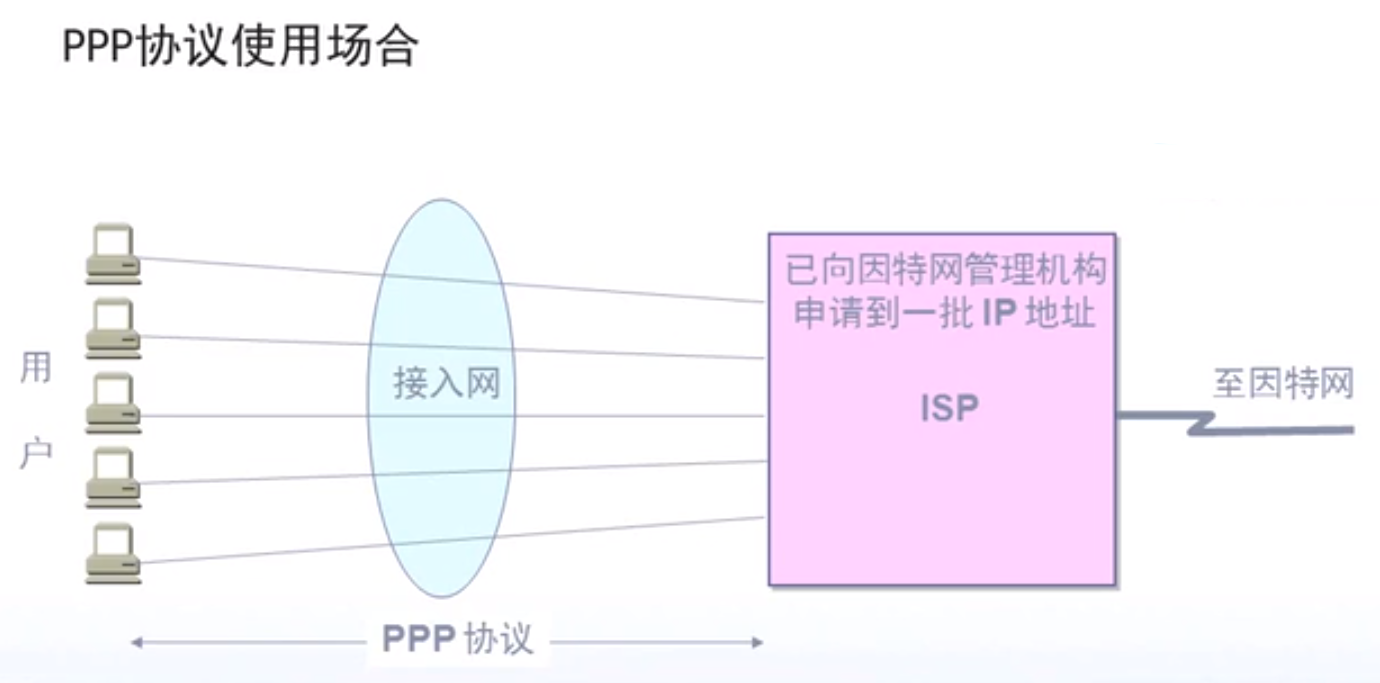 PPP协议使用场合
已向因特网管理机构
申请到一批 IP 地址
用
户
接入网
ISP
至因特网
PPP 协议